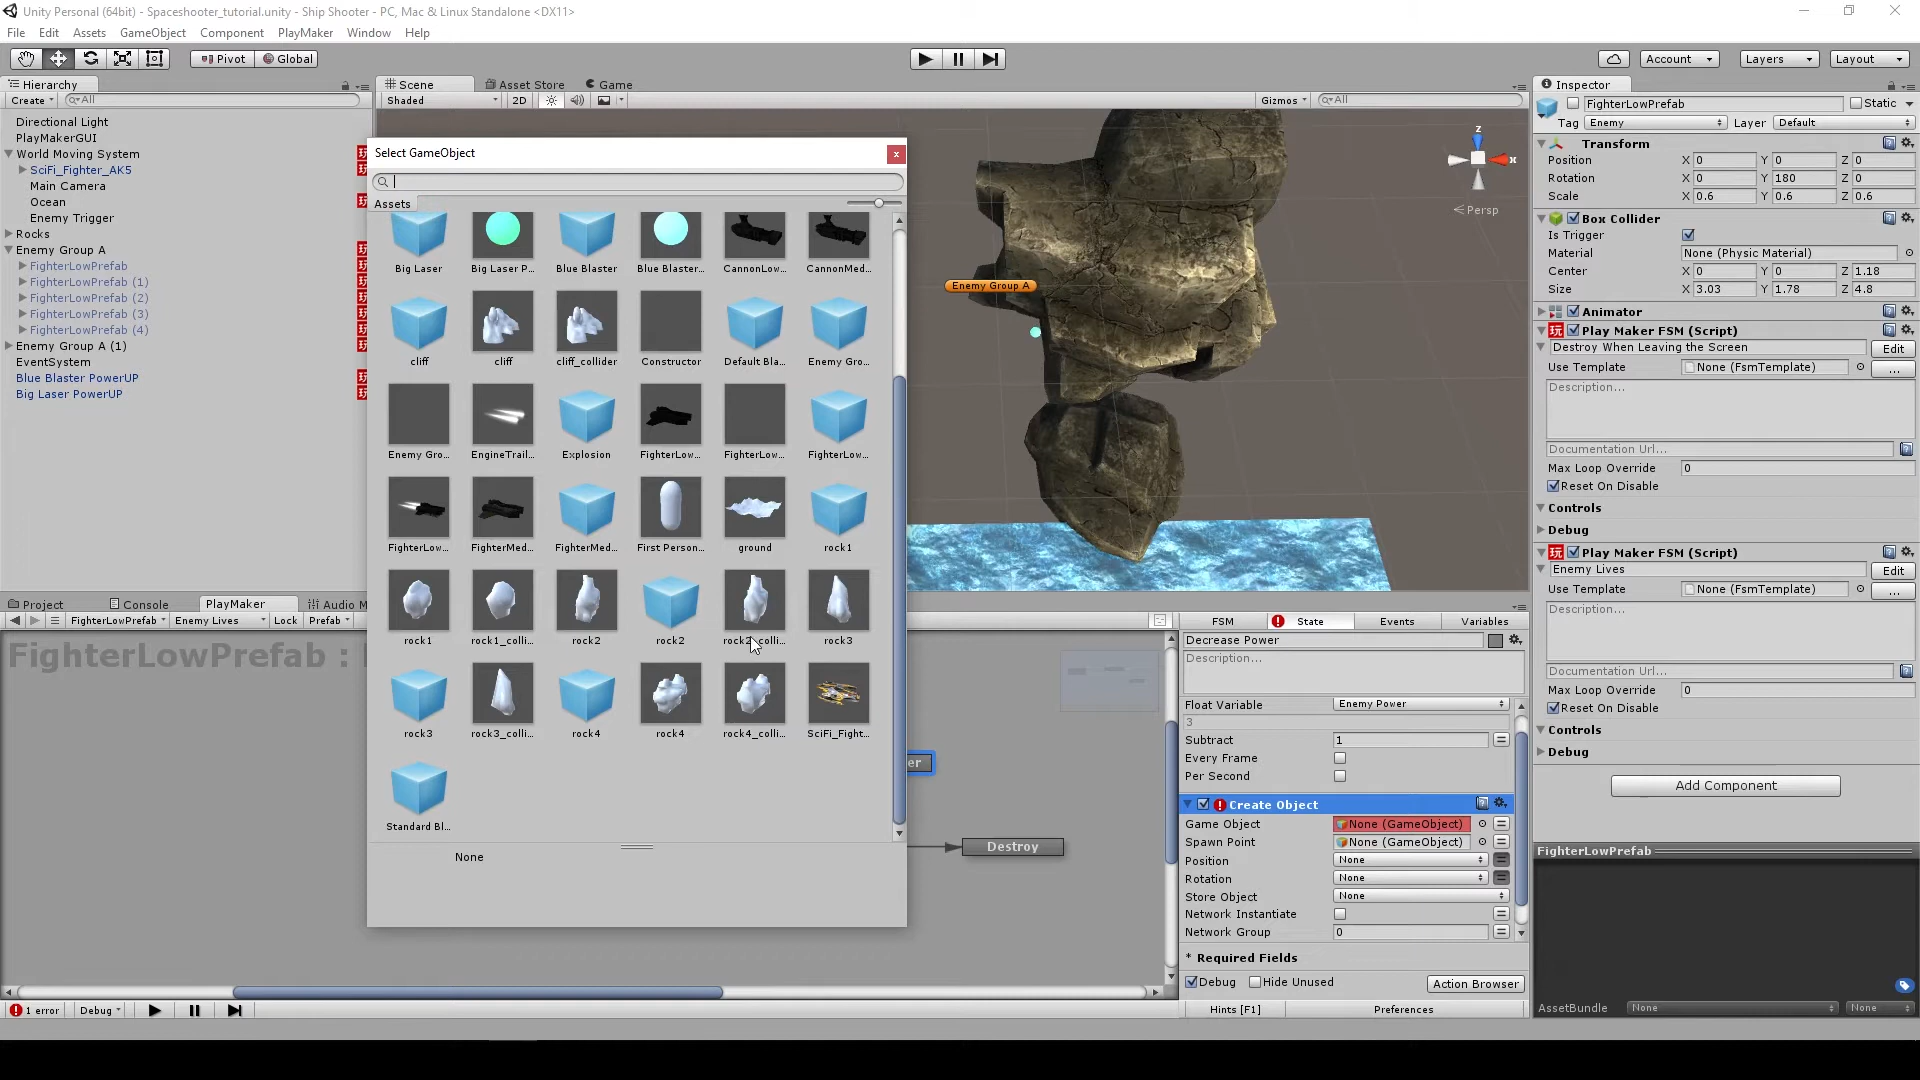 Unity Personal (64bit) - Spaceshooter_tutorial.unity - Ship Shooter - PC, Mac & Linux Standalone <DX11>
File Edit Assets GameObject Component PlayMaker Window Help
Pivot Global Account Layers Layout
Hierarchy
Create All
Directional Light
PlayMakerGUI
World Moving System
SciFi_Fighter_AK5
Main Camera
Ocean
Enemy Trigger
Rocks
Enemy Group A
FighterLowPrefab
FighterLowPrefab (1)
FighterLowPrefab (2)
FighterLowPrefab (3)
FighterLowPrefab (4)
Enemy Group A (1)
EventSystem
Blue Blaster PowerUP
Big Laser PowerUP
Scene Asset Store Game
Shaded 2D Gizmos All
Enemy Group A
z
x
Persp
Select GameObject
Assets
Big Laser Big Laser P... Blue Blaster Blue Blaster... CannonLow... CannonMed...
cliff cliff cliff_collider Constructor Default Bla... Enemy Gro...
Enemy Gro... EngineTrail... Explosion FighterLow... FighterLow... FighterLow...
FighterLow... FighterMed... FighterMed... First Person... ground rock1
rock1 rock1_colli... rock2 rock2 rock2_colli... rock3
rock3 rock3_colli... rock4 rock4 rock4_colli... SciFi_Fight...
Standard Bl...
None
Project Console PlayMaker Audio M
FighterLowPrefab Enemy Lives Lock Prefab
FighterLowPrefab :
er
Destroy
1 error Debug
FSM State Events Variables
Decrease Power
Description...
Float Variable Enemy Power
3
Subtract 1
Every Frame
Per Second
Create Object
Game Object None (GameObject)
Spawn Point None (GameObject)
Position None
Rotation None
Store Object None
Network Instantiate
Network Group 0
* Required Fields
Debug Hide Unused Action Browser
Hints [F1] Preferences
Inspector
FighterLowPrefab Static
Tag Enemy Layer Default
Transform
Position X 0 Y 0 Z 0
Rotation X 0 Y 180 Z 0
Scale X 0.6 Y 0.6 Z 0.6
Box Collider
Is Trigger
Material None (Physic Material)
Center X 0 Y 0 Z 1.18
Size X 3.03 Y 1.78 Z 4.8
Animator
Play Maker FSM (Script)
Destroy When Leaving the Screen Edit
Use Template None (FsmTemplate) ...
Description...
Documentation Url...
Max Loop Override 0
Reset On Disable
Controls
Debug
Play Maker FSM (Script)
Enemy Lives Edit
Use Template None (FsmTemplate) ...
Description...
Documentation Url...
Max Loop Override 0
Reset On Disable
Controls
Debug
Add Component
FighterLowPrefab
AssetBundle None None